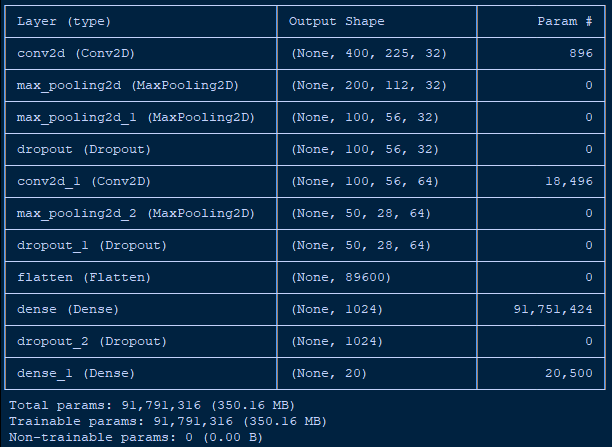 Layer (type) Output Shape Param #
conv2d (Conv2D) (None, 400, 225, 32) 896
max_pooling2d (MaxPooling2D) (None, 200, 112, 32) 0
max_pooling2d_1 (MaxPooling2D) (None, 100, 56, 32) 0
dropout (Dropout) (None, 100, 56, 32) 0
conv2d_1 (Conv2D) (None, 100, 56, 64) 18,496
max_pooling2d_2 (MaxPooling2D) (None, 50, 28, 64) 0
dropout_1 (Dropout) (None, 50, 28, 64) 0
flatten (Flatten) (None, 89600) 0
dense (Dense) (None, 1024) 91,751,424
dropout_2 (Dropout) (None, 1024) 0
dense_1 (Dense) (None, 20) 20,500
Total params: 91,791,316 (350.16 MB)
Trainable params: 91,791,316 (350.16 MB)
Non-trainable params: 0 (0.00 B)